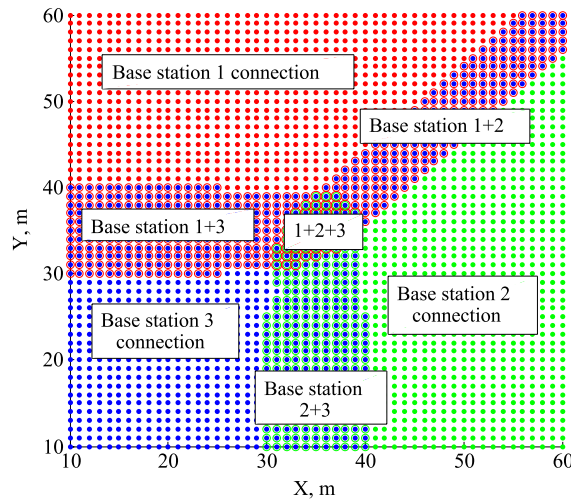 60
50
40
30
20
10
Y, m
Base station 1 connection
Base station 1+2
Base station 1+3
1+2+3
Base station 2
connection
Base station 3
connection
Base station
2+3
10
20
30
40
50
60
X, m